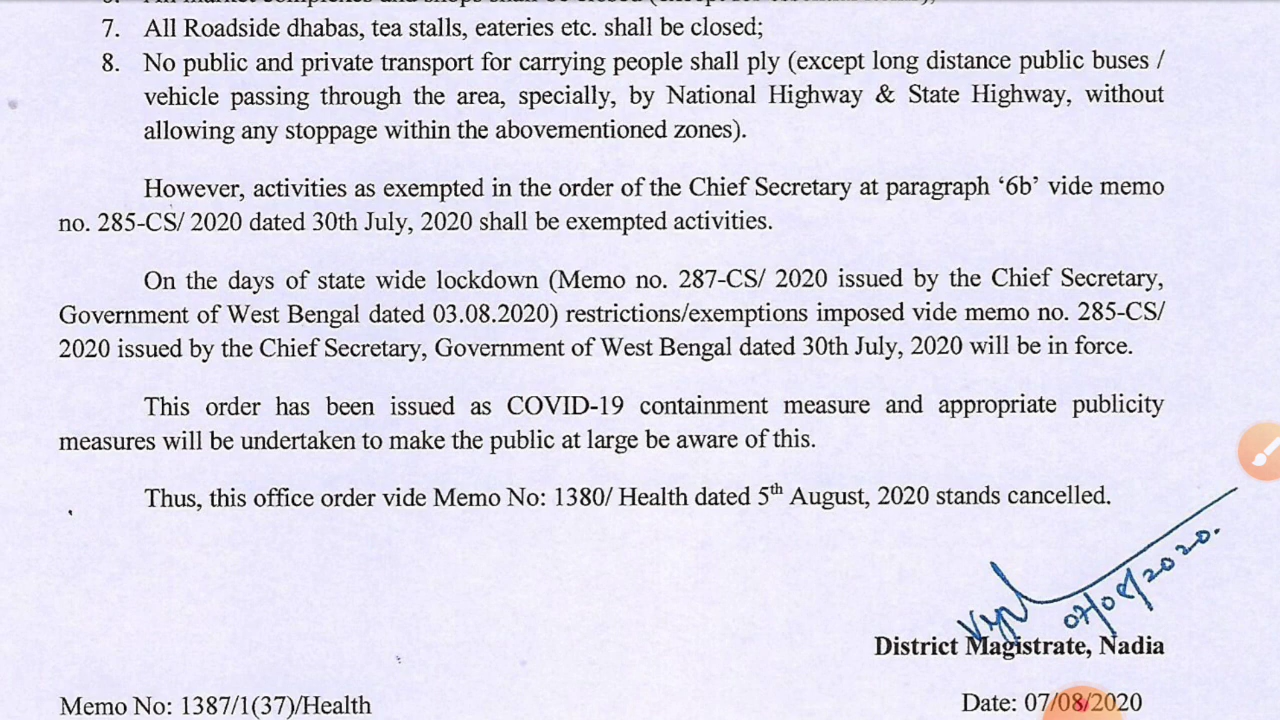 7. All Roadside dhabas, tea stalls, eateries etc. shall be closed;
8. No public and private transport for carrying people shall ply (except long distance public buses /
vehicle passing through the area, specially, by National Highway & State Highway, without
allowing any stoppage within the abovementioned zones).
However, activities as exempted in the order of the Chief Secretary at paragraph ‘6b’ vide memo
no. 285-CS/ 2020 dated 30th July, 2020 shall be exempted activities.
On the days of state wide lockdown (Memo no. 287-CS/ 2020 issued by the Chief Secretary,
Government of West Bengal dated 03.08.2020) restrictions/exemptions imposed vide memo no. 285-CS/
2020 issued by the Chief Secretary, Government of West Bengal dated 30th July, 2020 will be in force.
This order has been issued as COVID-19 containment measure and appropriate publicity
measures will be undertaken to make the public at large be aware of this.
Thus, this office order vide Memo No: 1380/ Health dated 5th August, 2020 stands cancelled.
07/08/2020.
District Magistrate, Nadia
Memo No: 1387/1(37)/Health
Date: 07/08/2020